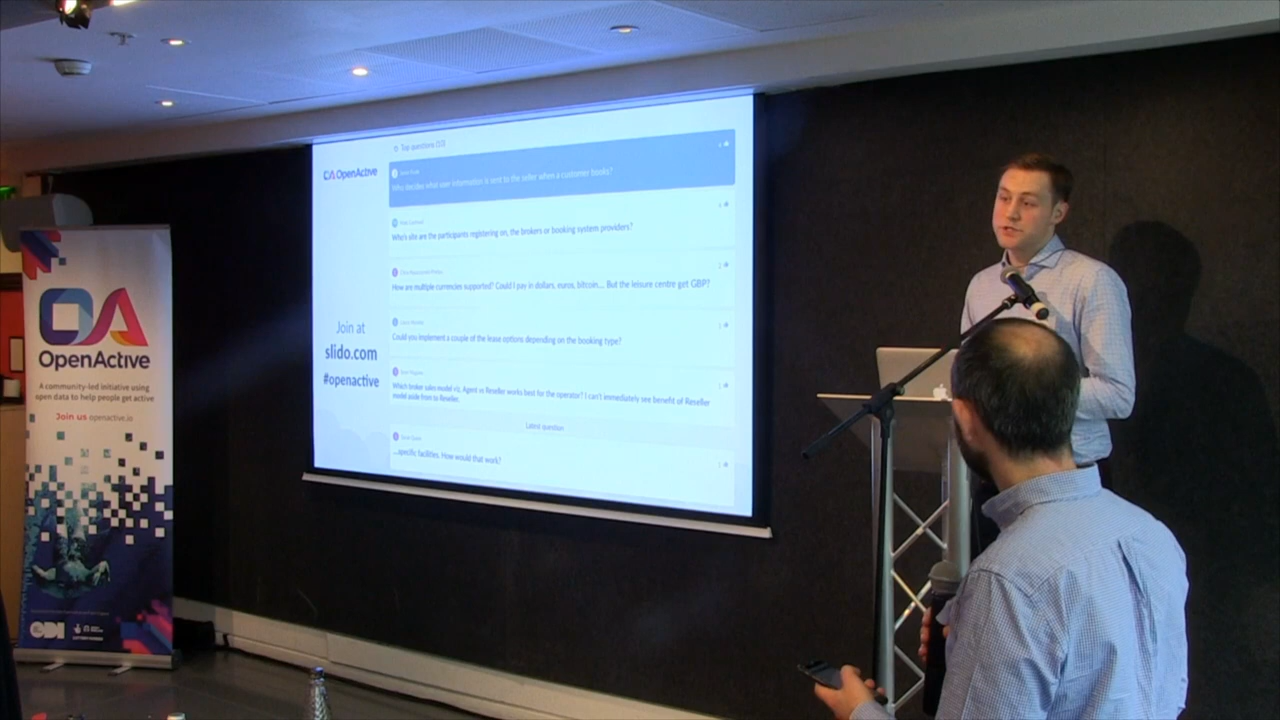 OpenActive
A community-led initiative using
open data to help people get active
Join us openactive.io
ODI
OpenActive
Join at
slido.com
#openactive
Top questions (10)
Who decides what user information is sent to the seller when a customer books?
Who's site are the participants registering on, the brokers or booking system providers?
How are multiple currencies supported? Could I pay in dollars, euros, bitcoin.... But the leisure centre get GBP?
Could you implement a couple of the lease options depending on the booking type?
Which broker sales model viz. Agent vs Reseller works best for the operator? I can't immediately see benefit of Reseller
model aside from to Reseller.
Latest question
...specific facilities. How would that work?